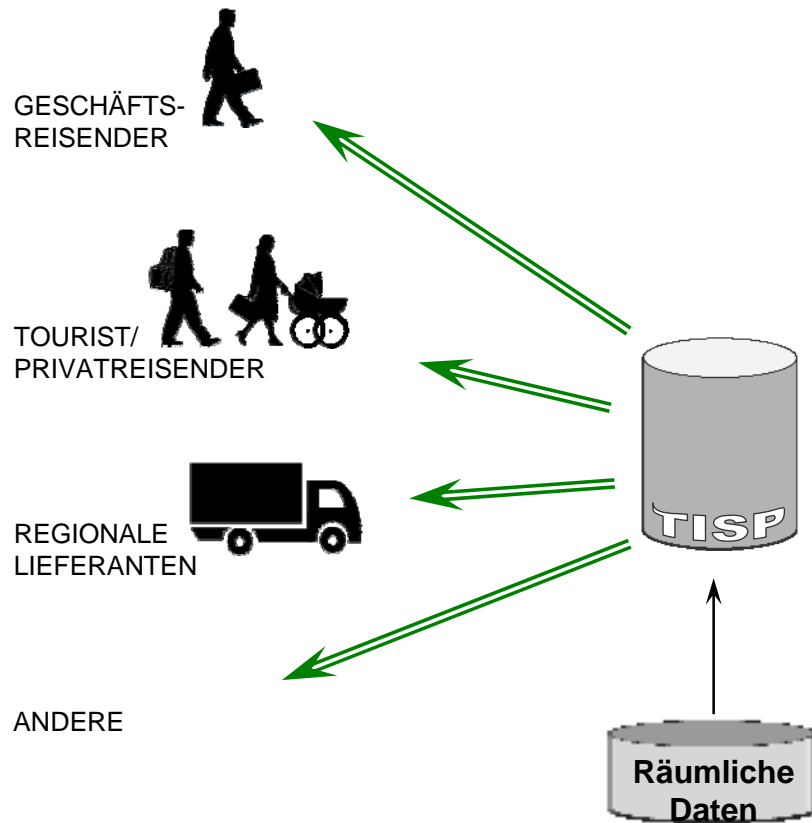 GESCHÄFTS-
REISENDER
TOURIST/
PRIVATREISENDER
REGIONALE
LIEFERANTEN
TISP
ANDERE
Räumliche
Daten